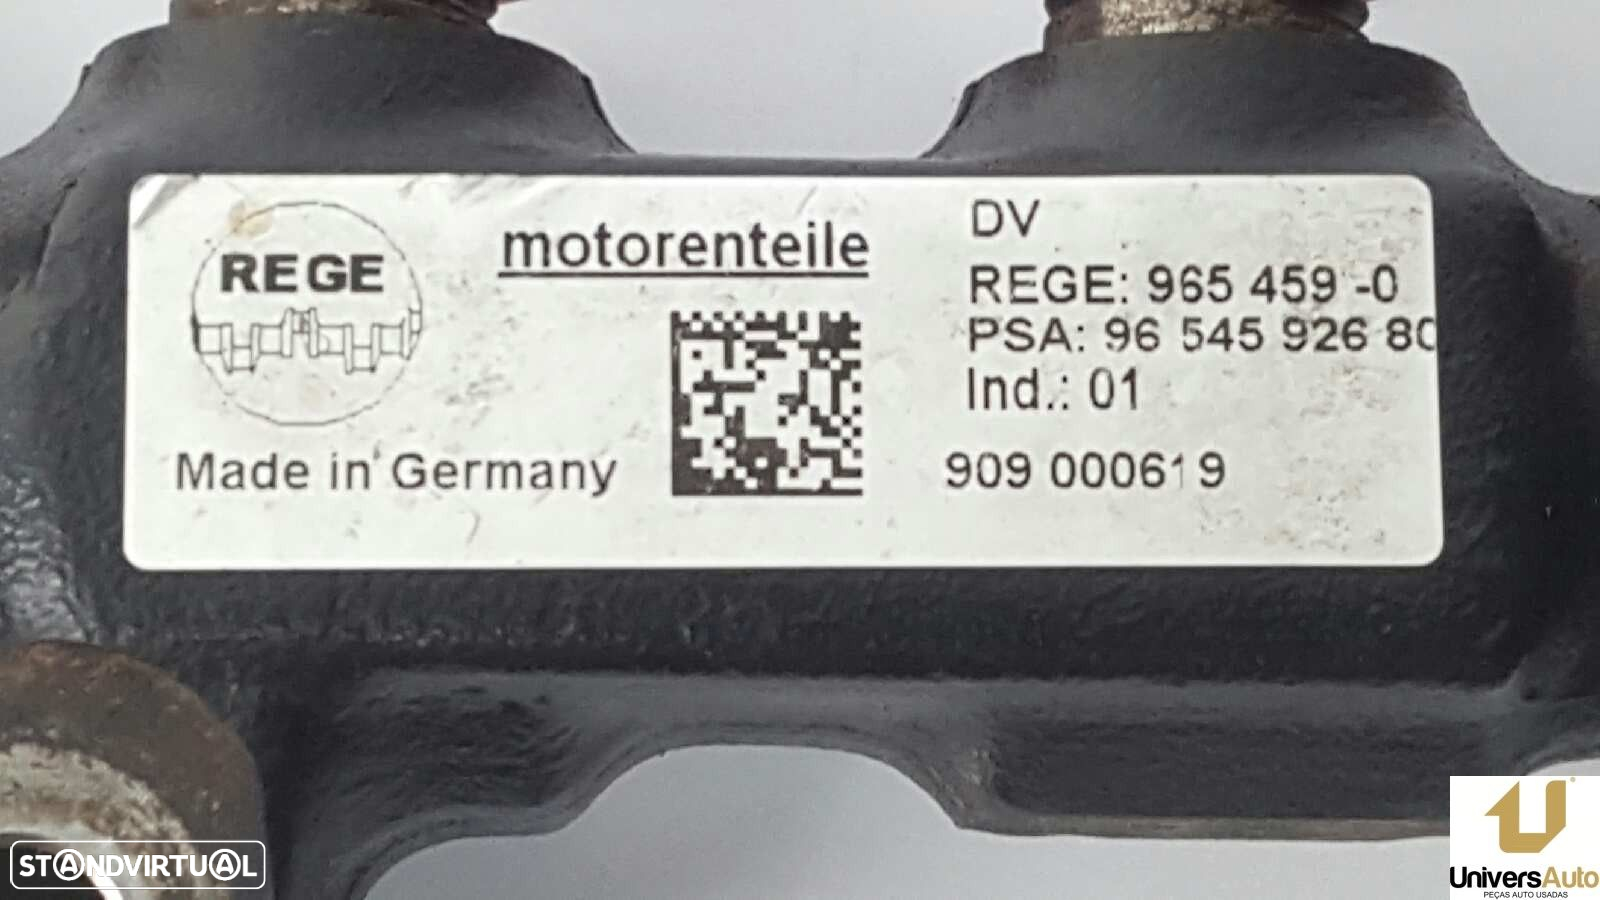 REGE
motorenteile
DV
REGE: 965 459 -0
PSA: 96 545 926 80
Ind.: 01
Made in Germany
909 000619
STANDVIRTUAL
UniversAuto
PEÇAS AUTO USADAS